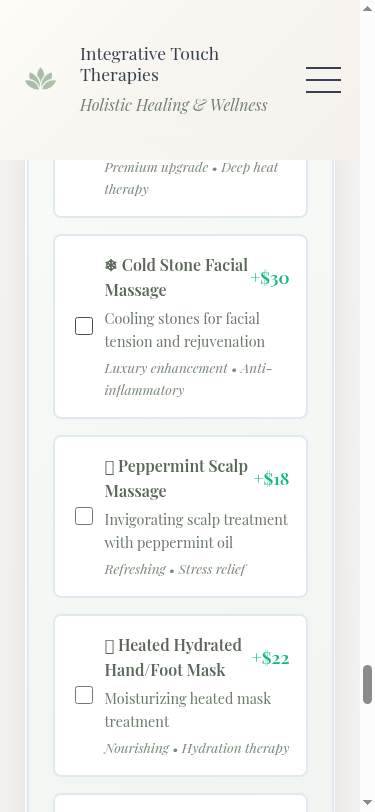 Integrative Touch
Therapies
Holistic Healing & Wellness
Premium upgrade • Deep heat
therapy
❄ Cold Stone Facial
Massage
+$30
Cooling stones for facial
tension and rejuvenation
Luxury enhancement • Anti-
inflammatory
Peppermint Scalp
Massage
+$18
Invigorating scalp treatment
with peppermint oil
Refreshing • Stress relief
Heated Hydrated
Hand/Foot Mask
+$22
Moisturizing heated mask
treatment
Nourishing • Hydration therapy